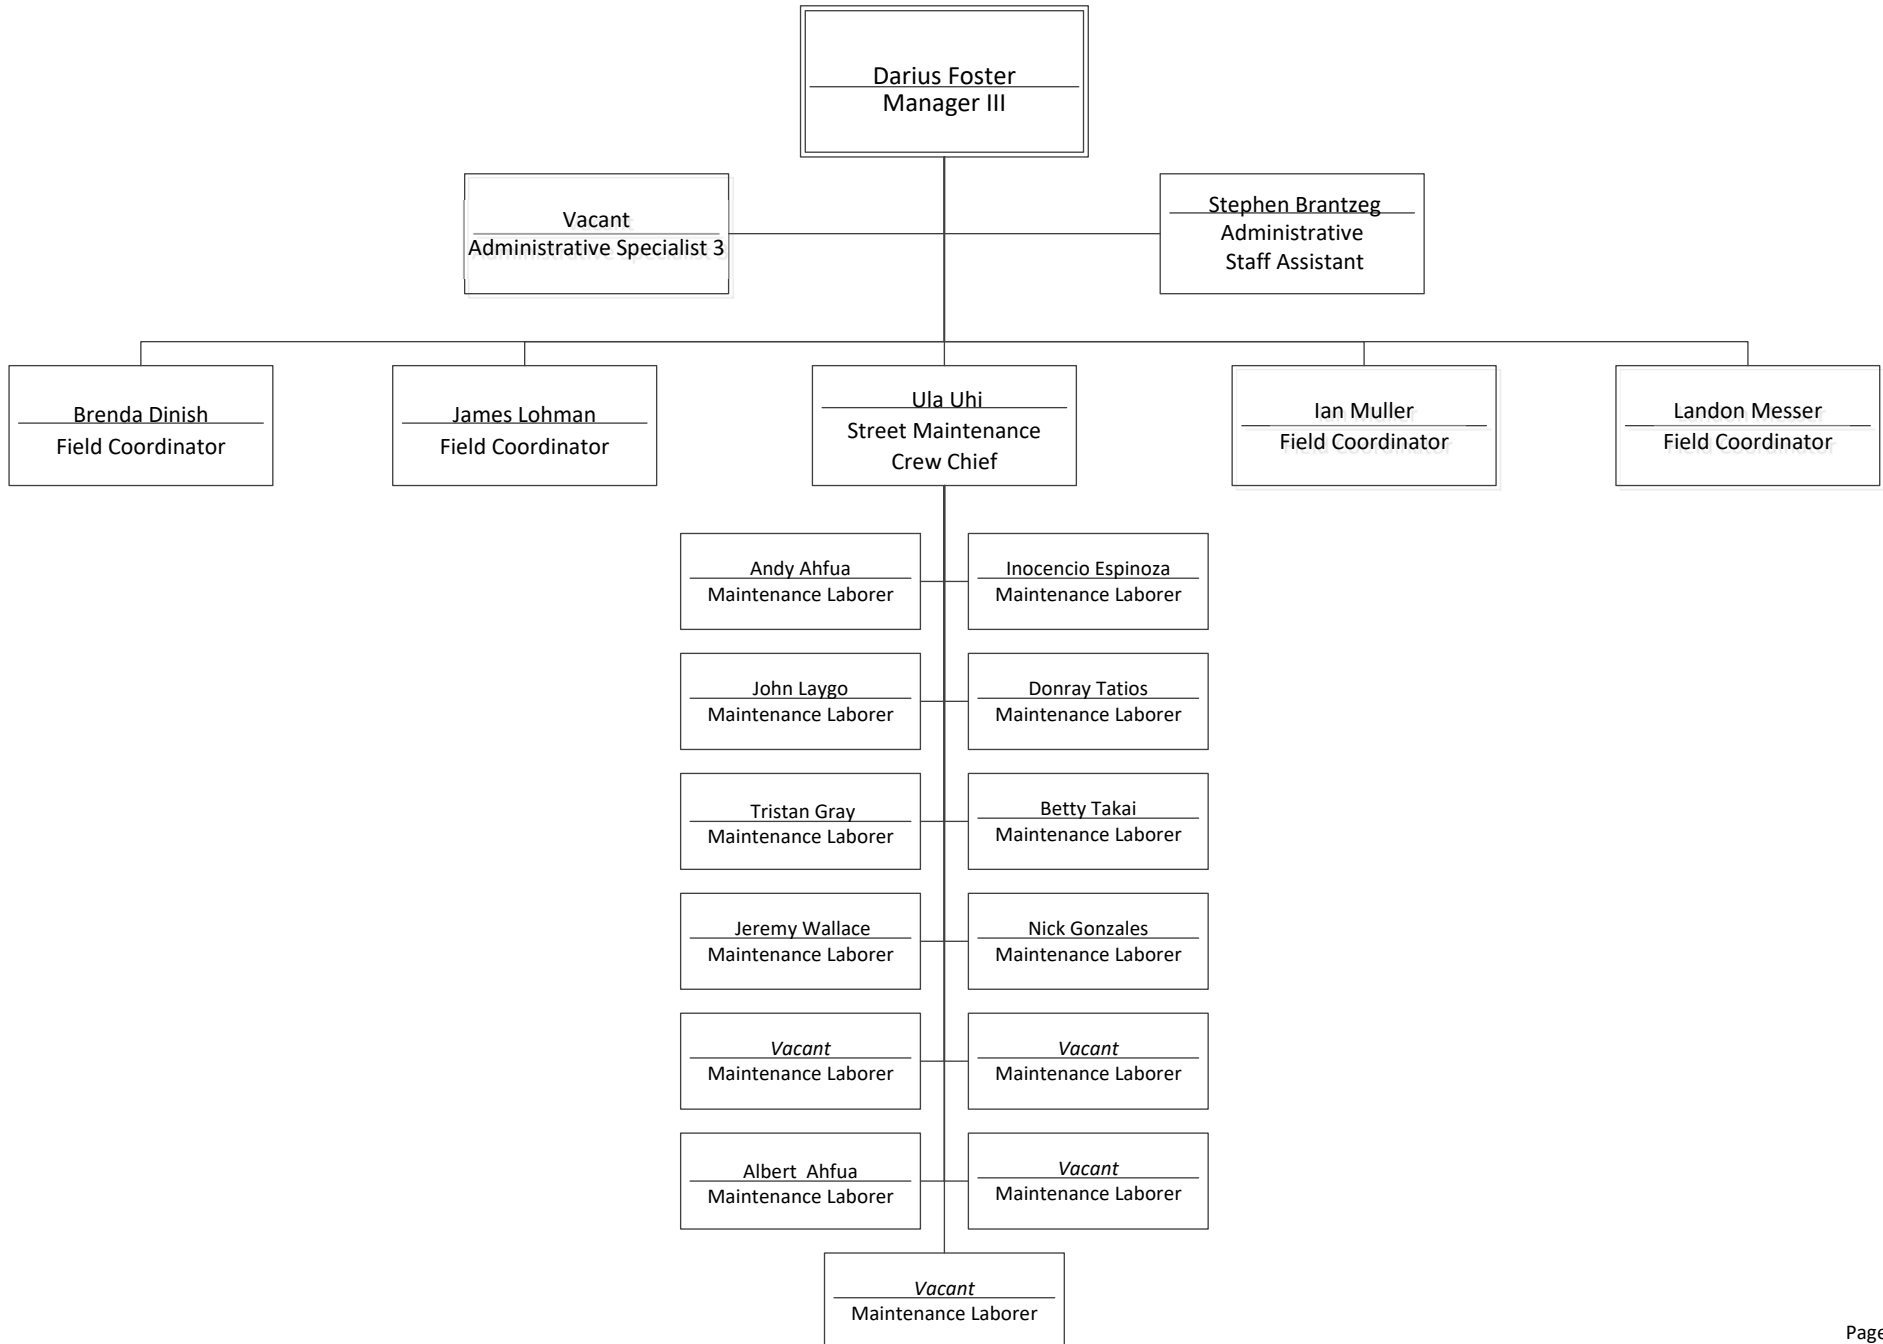 Darius Foster
Manager III
Vacant
Administrative Specialist 3
Stephen Brantzeg
Administrative
Staff Assistant
Brenda Dinish
Field Coordinator
James Lohman
Field Coordinator
Ula Uhi
Street Maintenance
Crew Chief
Ian Muller
Field Coordinator
Landon Messer
Field Coordinator
Andy Ahfua
Maintenance Laborer
Inocencio Espinoza
Maintenance Laborer
John Laygo
Maintenance Laborer
Donray Tatios
Maintenance Laborer
Tristan Gray
Maintenance Laborer
Betty Takai
Maintenance Laborer
Jeremy Wallace
Maintenance Laborer
Nick Gonzales
Maintenance Laborer
Vacant
Maintenance Laborer
Vacant
Maintenance Laborer
Albert Ahfua
Maintenance Laborer
Vacant
Maintenance Laborer
Vacant
Maintenance Laborer
Page